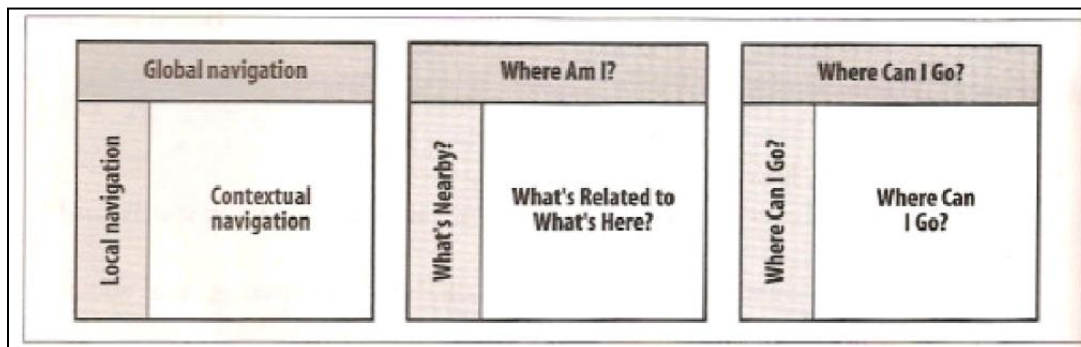 Global navigation
Local navigation
Contextual
navigation
Where Am I?
What's Nearby?
What's Related to
What's Here?
Where Can I Go?
Where Can I Go?
Where Can
I Go?